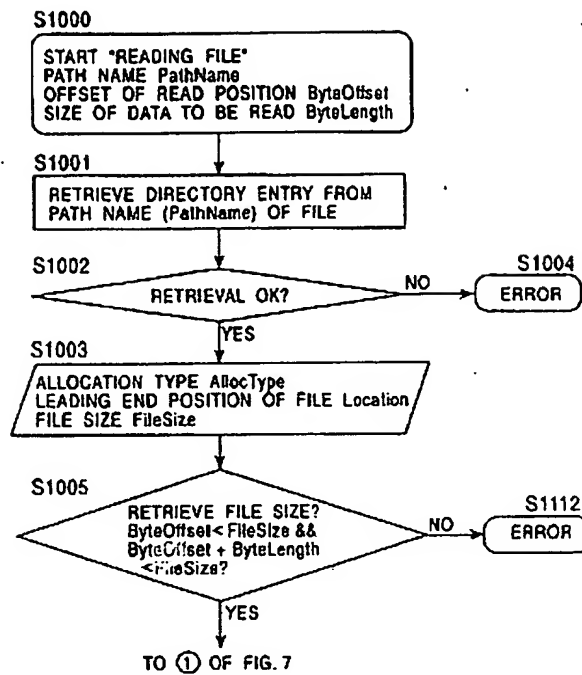 S1000
START "READING FILE"
PATH NAME PathName
OFFSET OF READ POSITION ByteOffset
SIZE OF DATA TO BE READ ByteLength
S1001
RETRIEVE DIRECTORY ENTRY FROM
PATH NAME (PathName) OF FILE
S1002
RETRIEVAL OK?
NO
S1004
ERROR
YES
S1003
ALLOCATION TYPE AllocType
LEADING END POSITION OF FILE Location
FILE SIZE FileSize
S1005
RETRIEVE FILE SIZE?
ByteOffset < FileSize &&
ByteOffset + ByteLength
<FileSize?
NO
S1112
ERROR
YES
TO ① OF FIG. 7